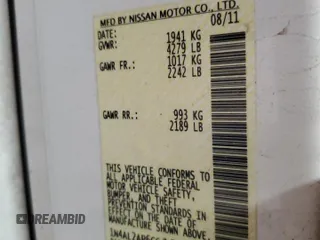 MFD BY NISSAN MOTOR CO., LTD.
DATE: 08/11
GVWR: 1941 KG
4279 LB
GAWR FR.: 1017 KG
2242 LB
GAWR RR.: 993 KG
2189 LB
THIS VEHICLE CONFORMS
TO ALL APPLICABLE FEDERAL
MOTOR VEHICLE SAFETY,
BUMPER, AND THEFT
PREVENTION STANDARDS IN
EFFECT ON THE DATE OF
MANUFACTURE SHOWN ABOVE.
DREAMBID